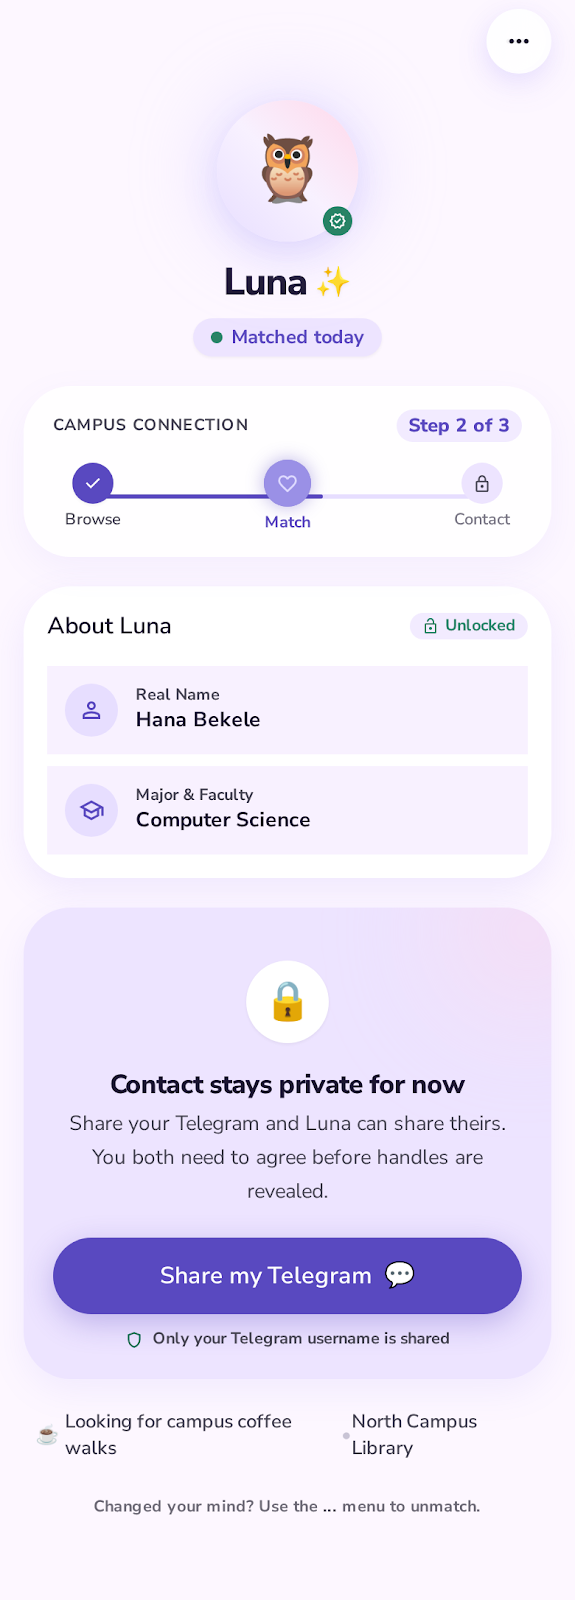 Luna ✨
Matched today
CAMPUS CONNECTION
Step 2 of 3
Browse
Match
Contact
About Luna
Unlocked
Real Name
Hana Bekele
Major & Faculty
Computer Science
Contact stays private for now
Share your Telegram and Luna can share theirs.
You both need to agree before handles are
revealed.
Share my Telegram 💬
Only your Telegram username is shared
Looking for campus coffee
walks
North Campus
Library
Changed your mind? Use the ... menu to unmatch.